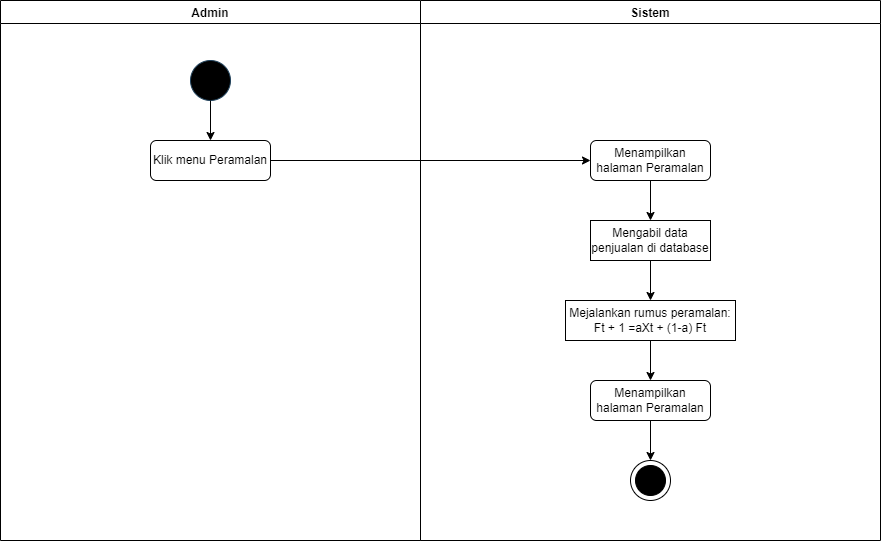 Admin
Sistem
Klik menu Peramalan
Menampilkan
halaman Peramalan
Mengabil data
penjualan di database
Mejalankan rumus peramalan:
Ft + 1 =aXt + (1-a) Ft
Menampilkan
halaman Peramalan